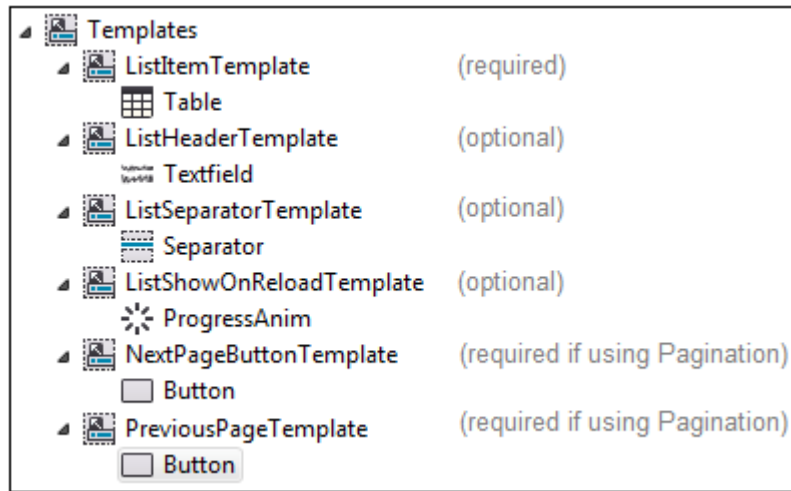 Templates
ListItemTemplate (required)
Table
ListHeaderTemplate (optional)
Textfield
ListSeparatorTemplate (optional)
Separator
ListShowOnReloadTemplate (optional)
ProgressAnim
NextPageButtonTemplate (required if using Pagination)
Button
PreviousPageTemplate (required if using Pagination)
Button